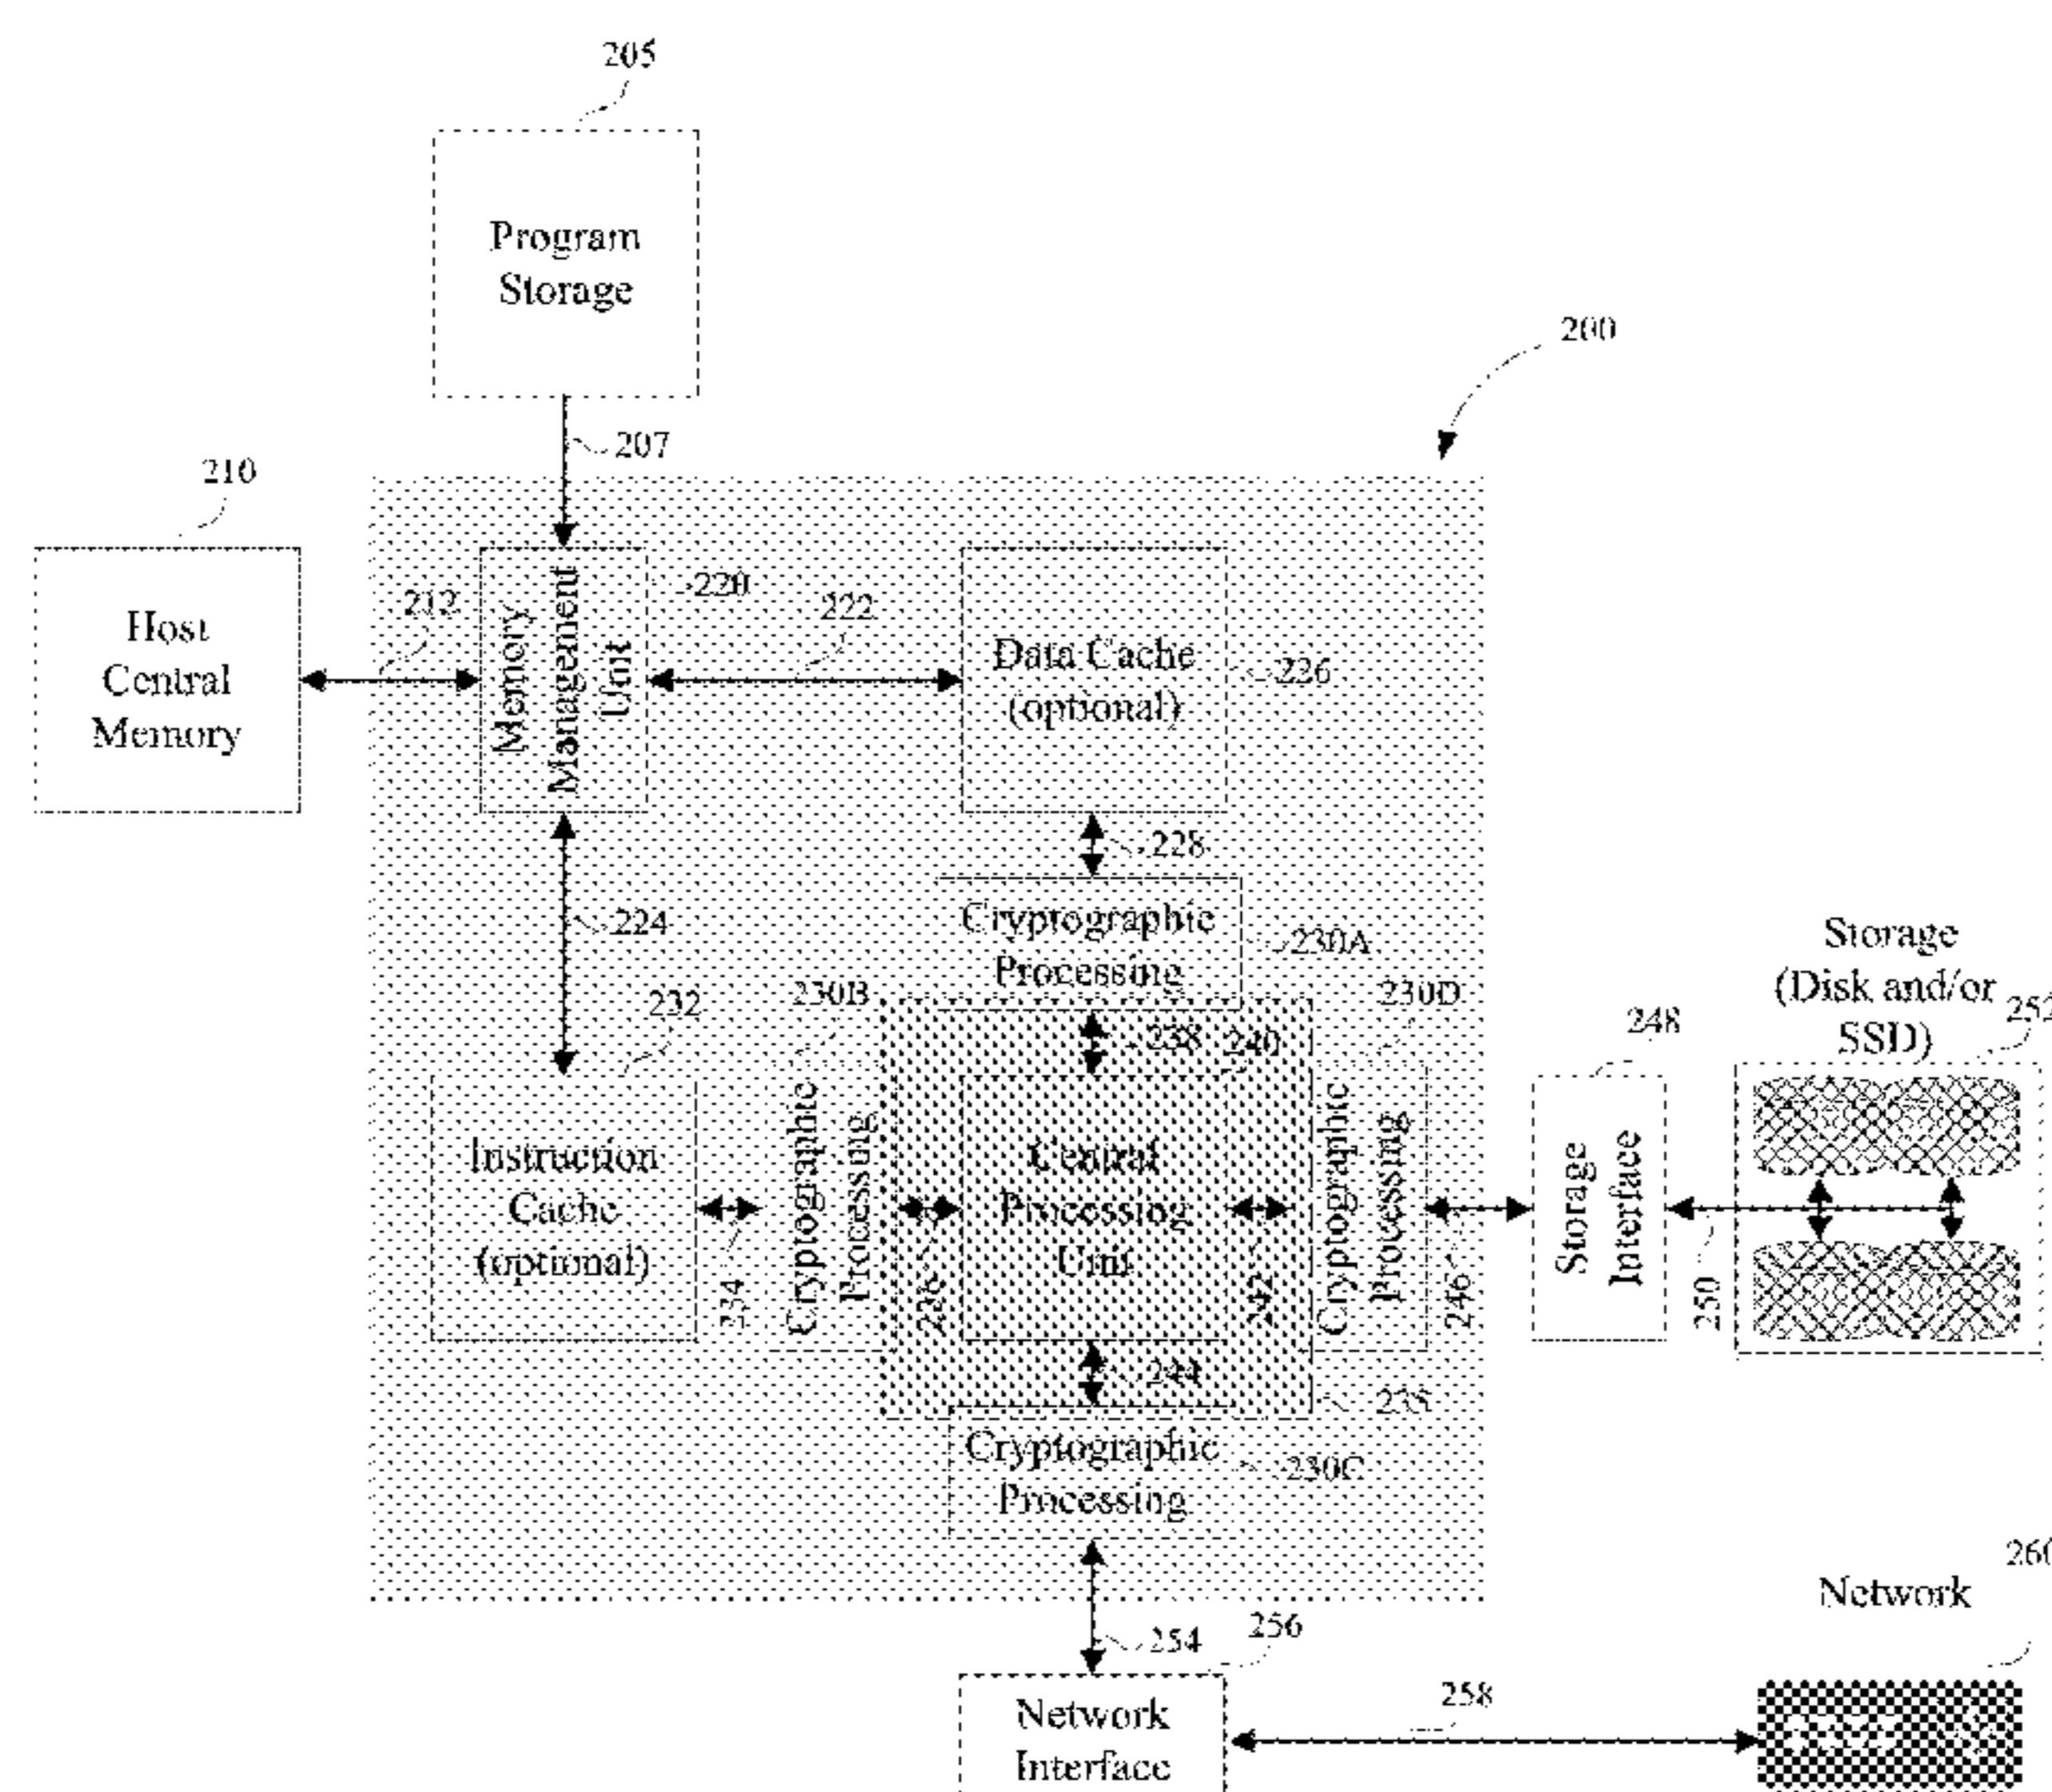 205
Program
Storage
200
207
210
Host
Central
Memory
212
Memory
Management
Unit
220
222
Data Cache
(optional)
226
228
224
Cryptographic
Processing
230A
232
230B
230D
238
240
Instruction
Cache
(optional)
234
Cryptographic
Processing
236
Central
Processing
Unit
242
Cryptographic
Processing
246
248
Storage
Interface
250
Storage
(Disk and/or
SSD)
252
244
235
Cryptographic
Processing
230C
254
256
Network
Interface
258
Network
260